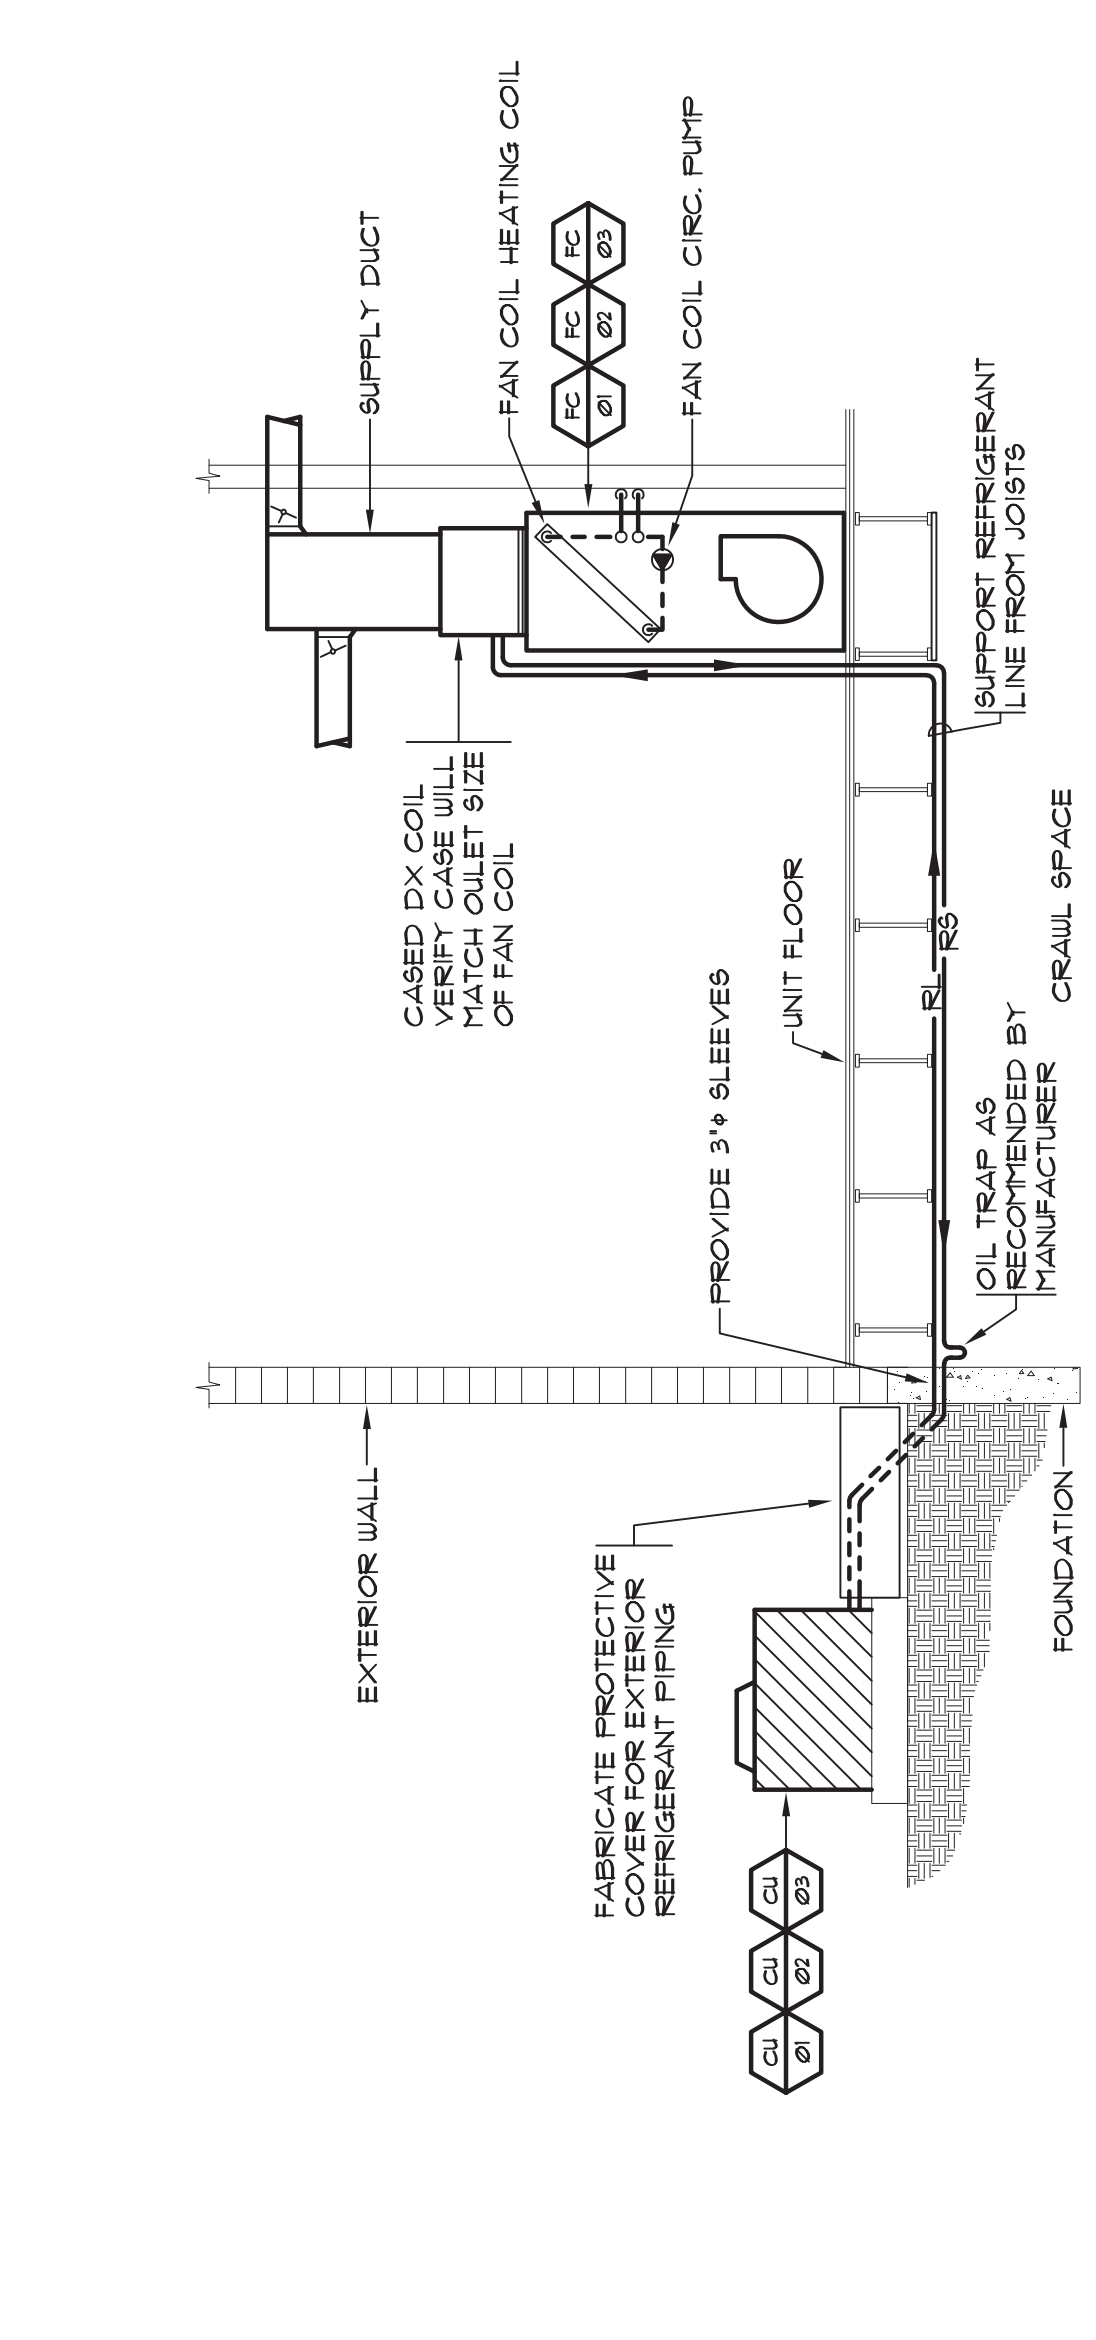 SUPPLY DUCT
FAN COIL HEATING COIL
FC
01
FC
02
FC
03
FAN COIL CIRC. PUMP
CASED DX COIL
VERIFY CASE WILL
MATCH OULET SIZE
OF FAN COIL
EXTERIOR WALL
FABRICATE PROTECTIVE
COVER FOR EXTERIOR
REFRIGERANT PIPING
PROVIDE 3"ϕ SLEEVES
UNIT FLOOR
CU
01
CU
02
CU
03
RL
RS
SUPPORT REFRIGERANT
LINE FROM JOISTS
OIL TRAP AS
RECOMMENDED BY
MANUFACTURER
CRAWL SPACE
FOUNDATION